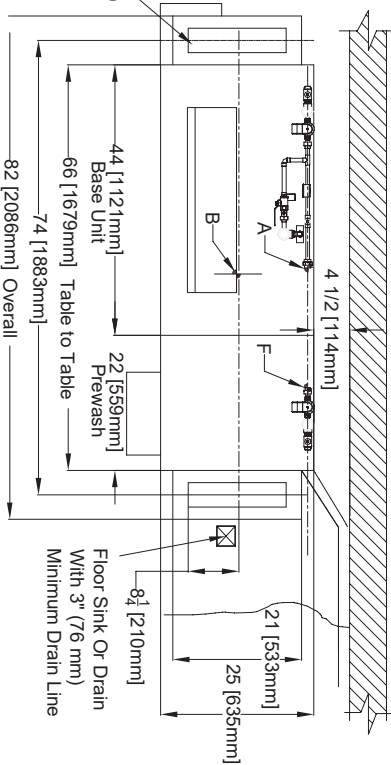 4 1/2 [114mm]
A
F
B
44 [1121mm]
Base Unit
22 [559mm]
Prewash
66 [1679mm] Table to Table
74 [1883mm]
82 [2086mm] Overall
21 [533mm]
25 [635mm]
8 1/4 [210mm]
Floor Sink Or Drain
With 3" (76 mm)
Minimum Drain Line